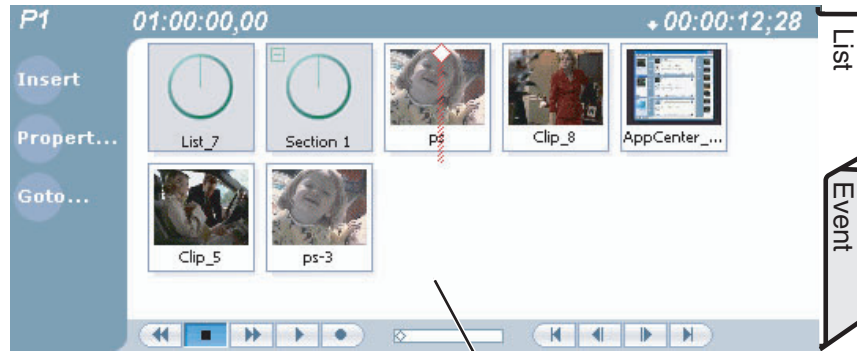 P1 01:00:00,00 00:00:12;28
List
Insert
Propert...
Goto...
List_7 Section 1 ps Clip_8 AppCenter_...
Clip_5 ps-3
Event